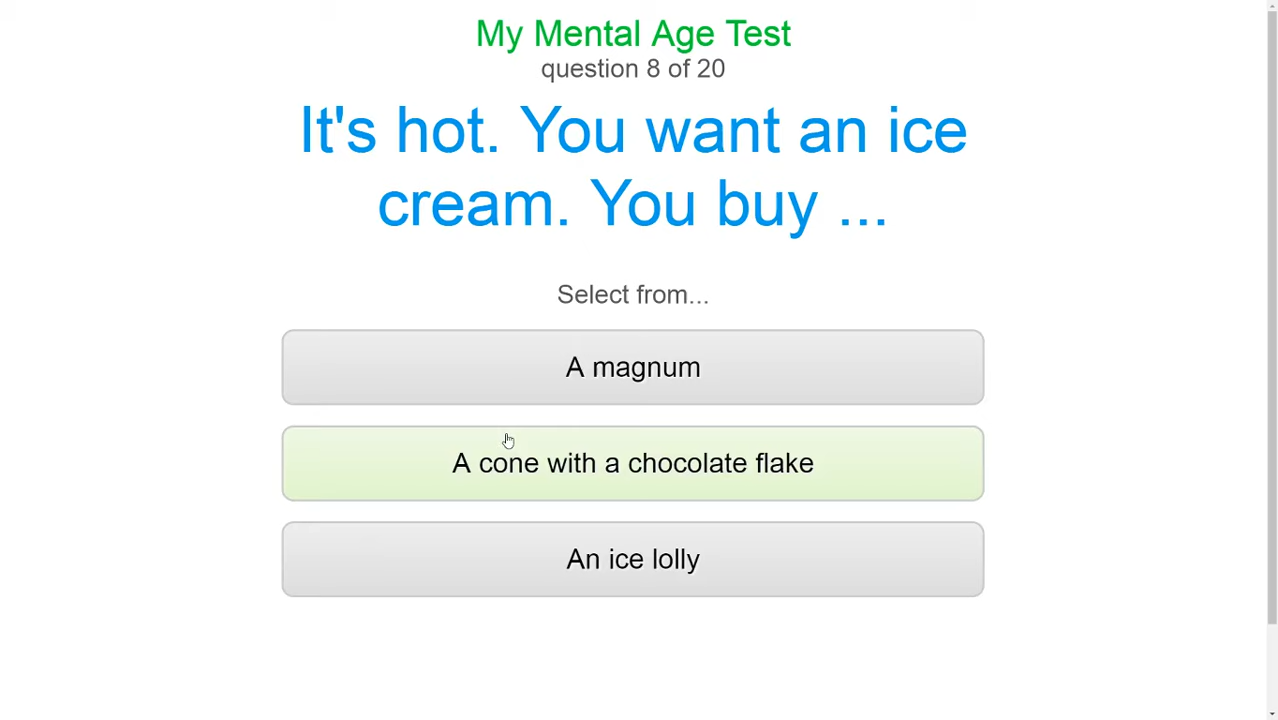 My Mental Age Test
question 8 of 20
It's hot. You want an ice
cream. You buy ...
Select from...
A magnum
A cone with a chocolate flake
An ice lolly